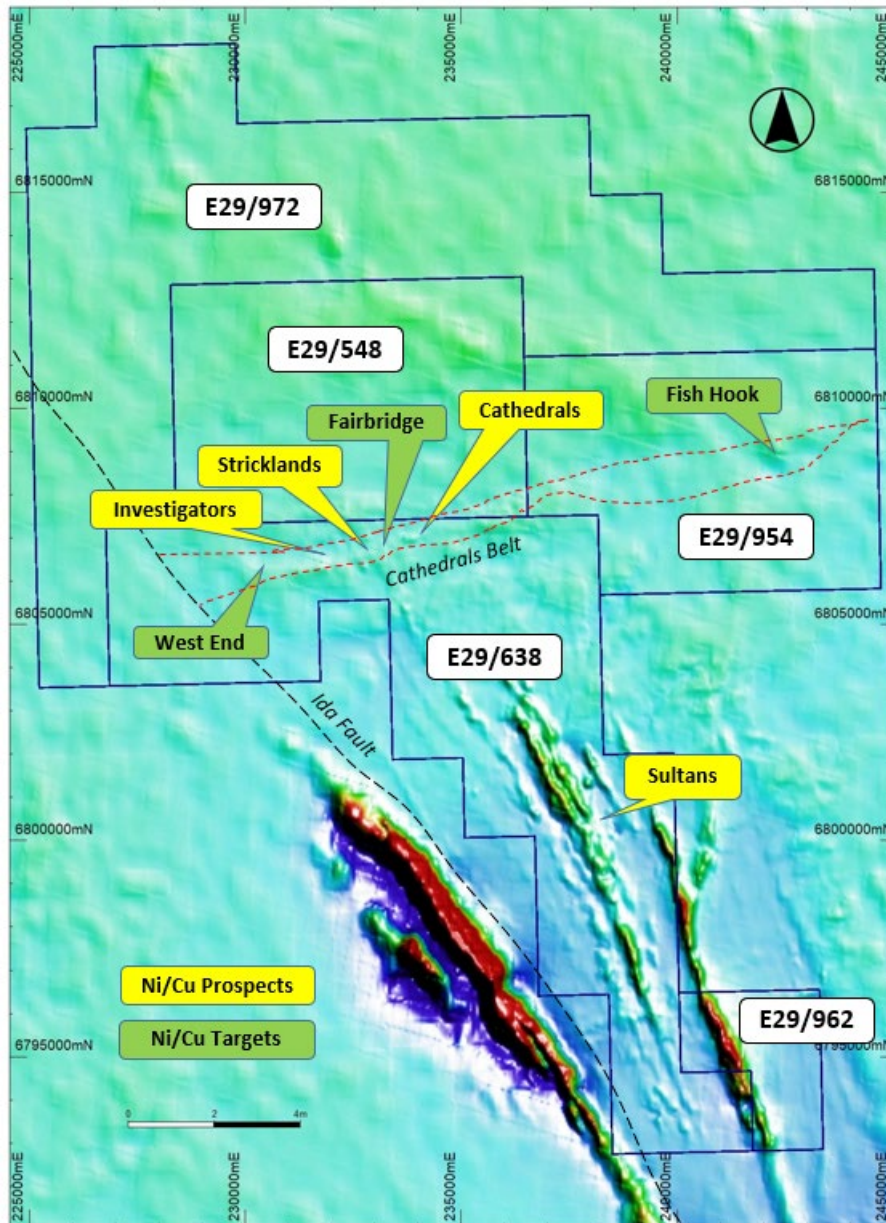 225000mE
230000mE
235000mE
240000mE
245000mE
6815000mN
6815000mN
E29/972
E29/548
6810000mN
6810000mN
Fish Hook
Cathedrals
Fairbridge
Stricklands
Investigators
E29/954
Cathedrals Belt
6805000mN
6805000mN
West End
E29/638
Ida Fault
Sultans
6800000mN
6800000mN
Ni/Cu Prospects
Ni/Cu Targets
E29/962
6795000mN
6795000mN
0 2 4m
225000mE
230000mE
235000mE
240000mE
245000mE